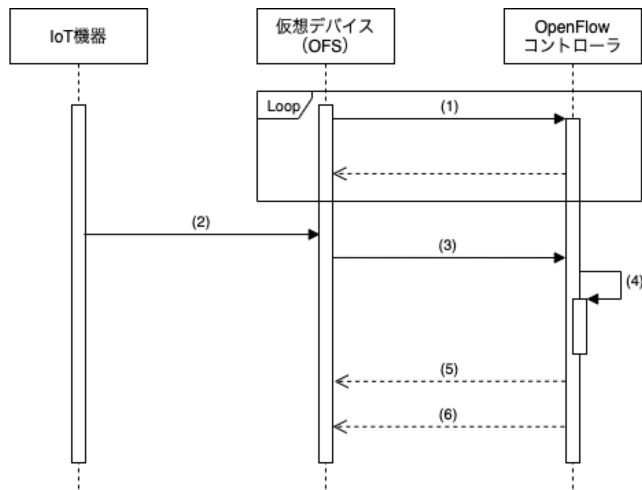 IoT機器
仮想デバイス
（OFS）
OpenFlow
コントローラ
Loop
(1)
(2)
(3)
(4)
(5)
(6)